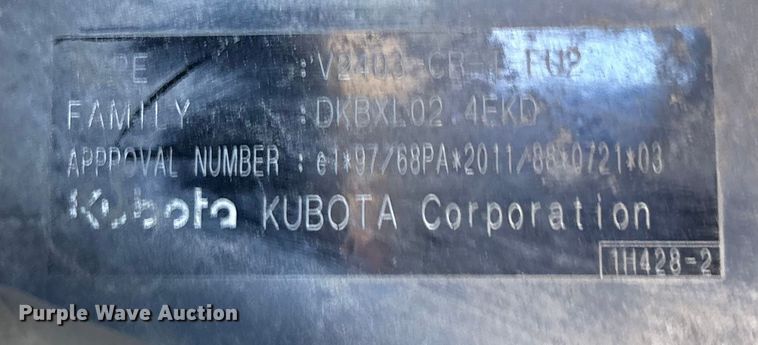 TYPE : V2403-CR-T-EU2
FAMILY : DKBXL02.4EKD
APPPOVAL NUMBER : e1*97/68PA*2011/88*0721*03
Kubota KUBOTA Corporation
1H428-2
Purple Wave Auction